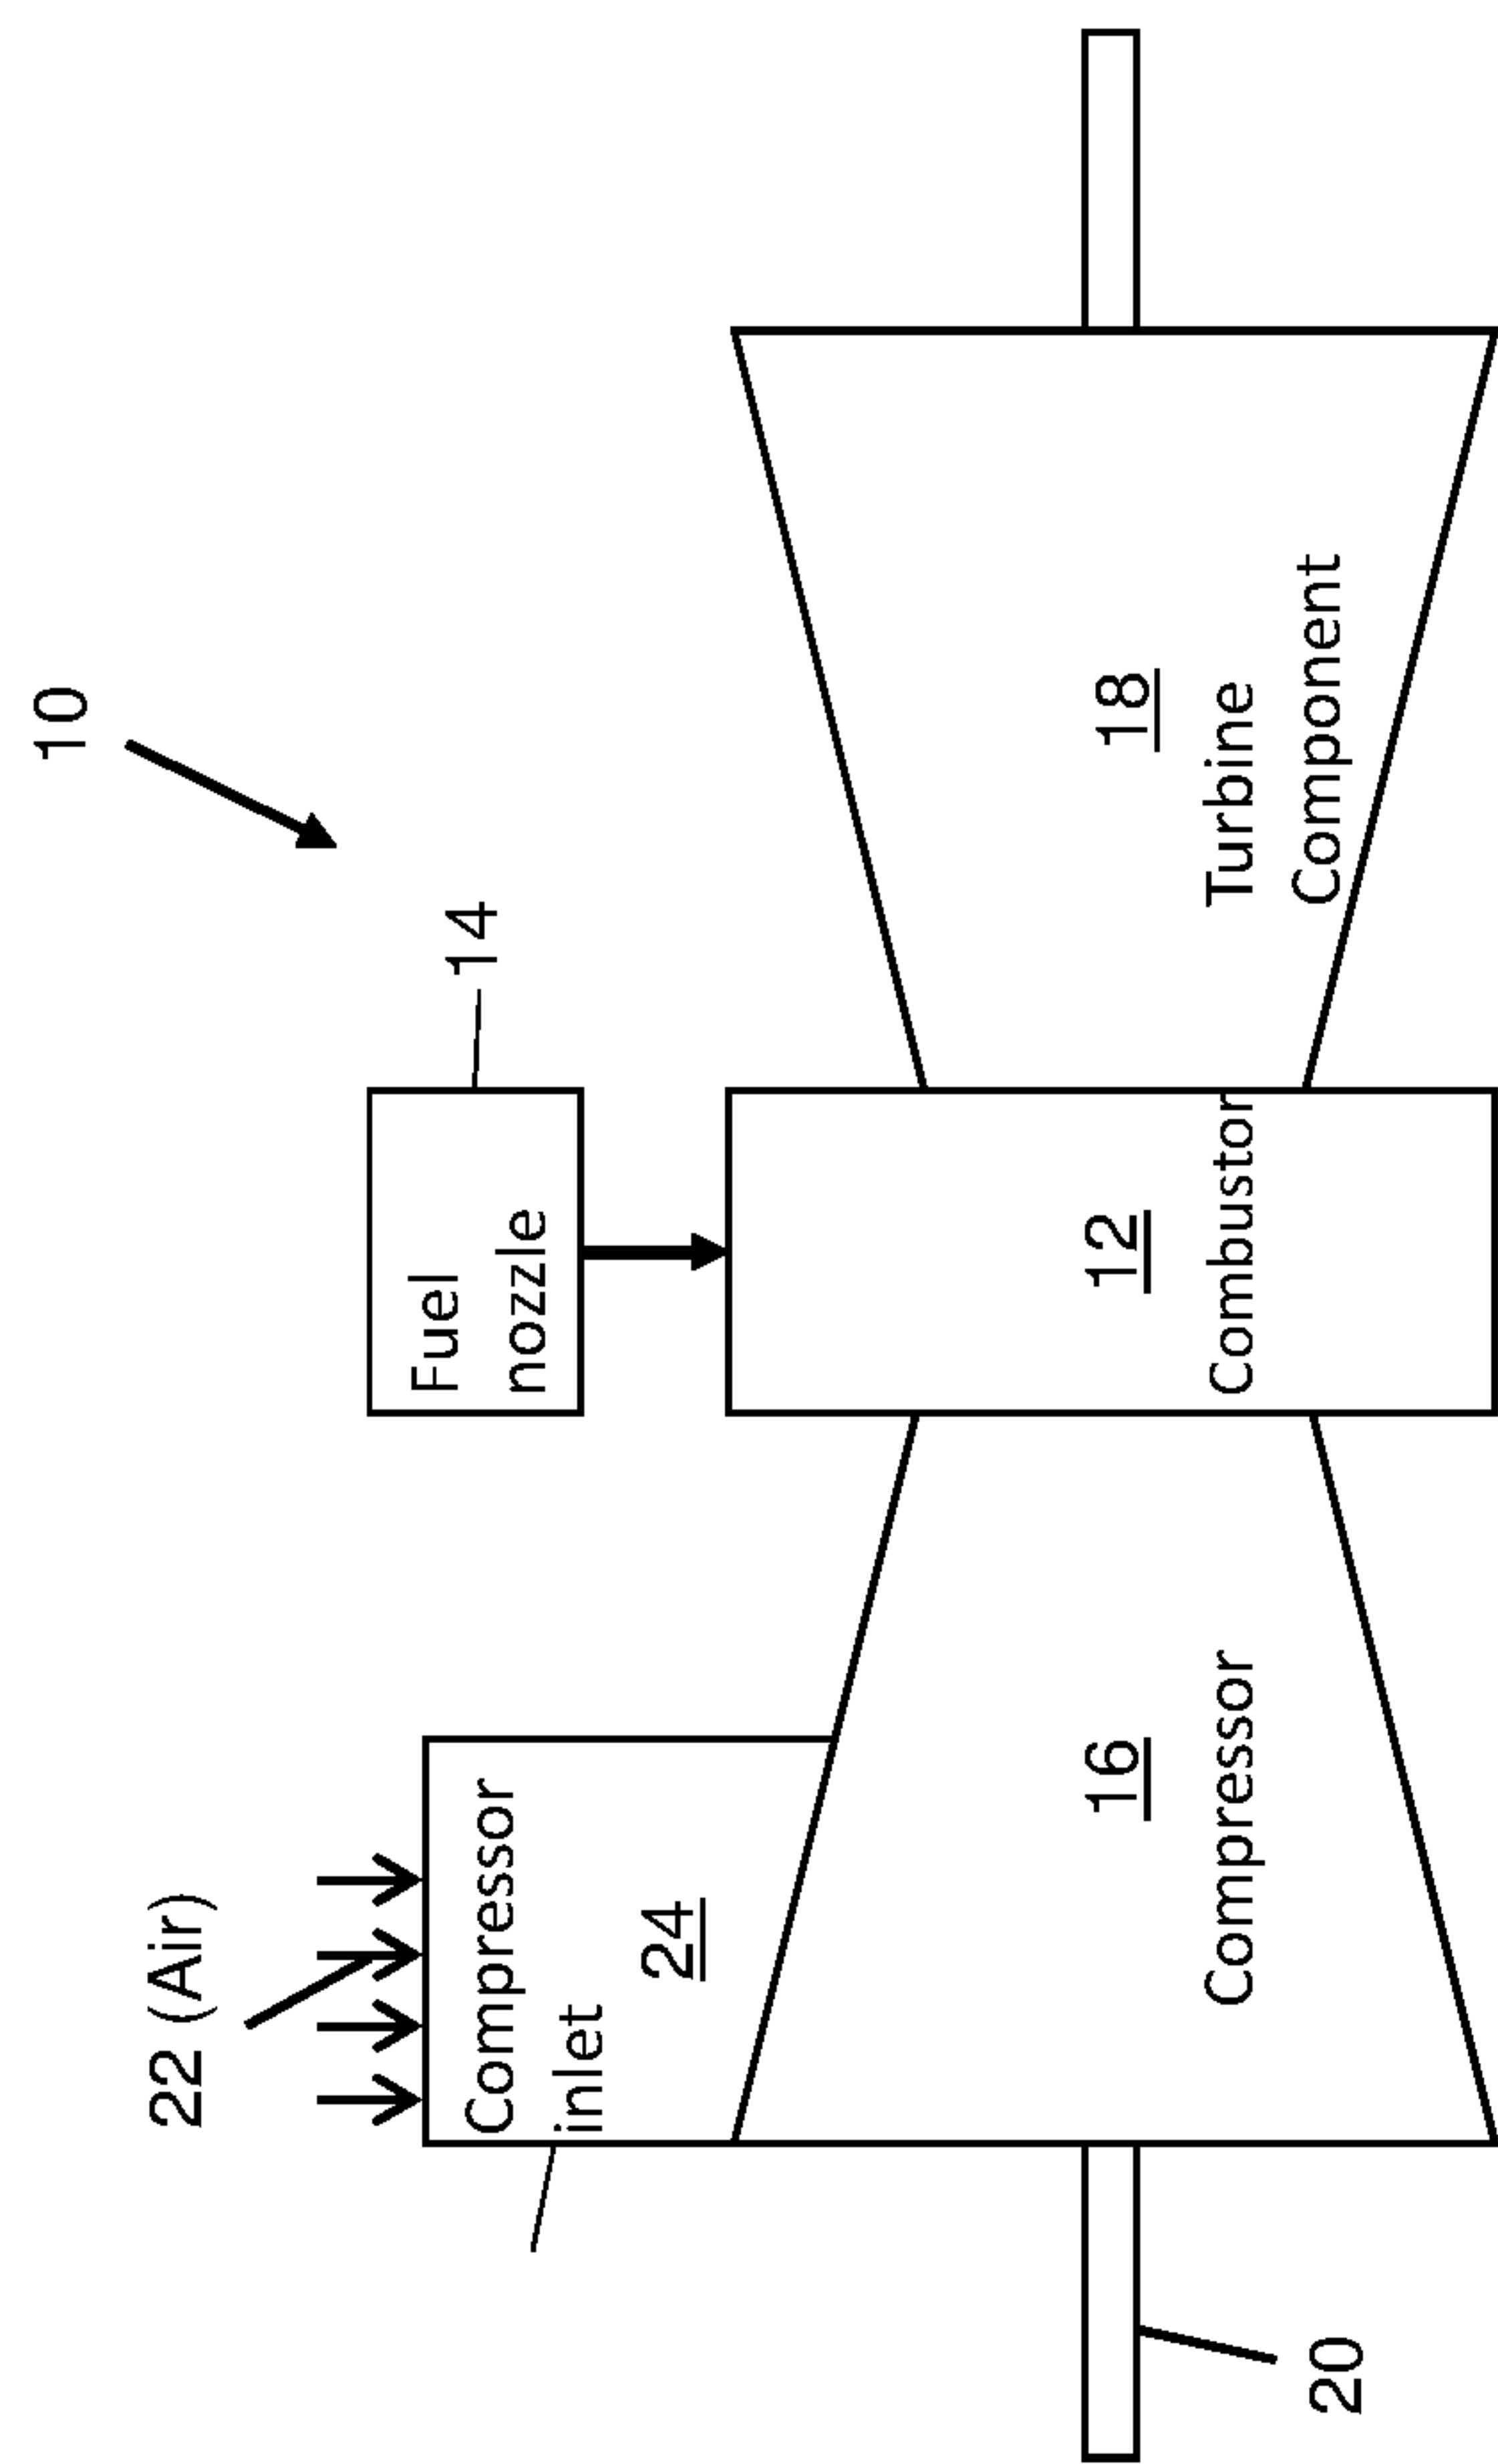 10
22 (Air)
Fuel
nozzle
14
Compressor
inlet
24
16
Compressor
12
Combustor
18
Turbine
Component
20